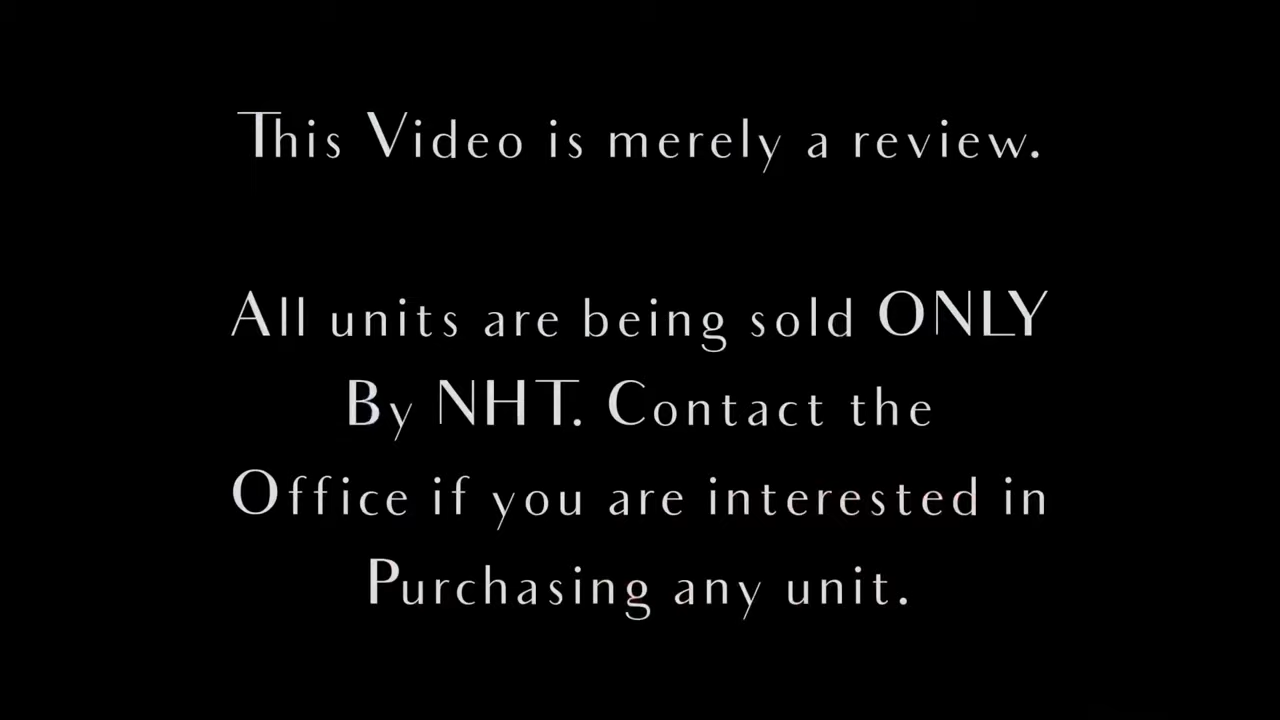 This Video is merely a review.
All units are being sold ONLY
By NHT. Contact the
Office if you are interested in
Purchasing any unit.